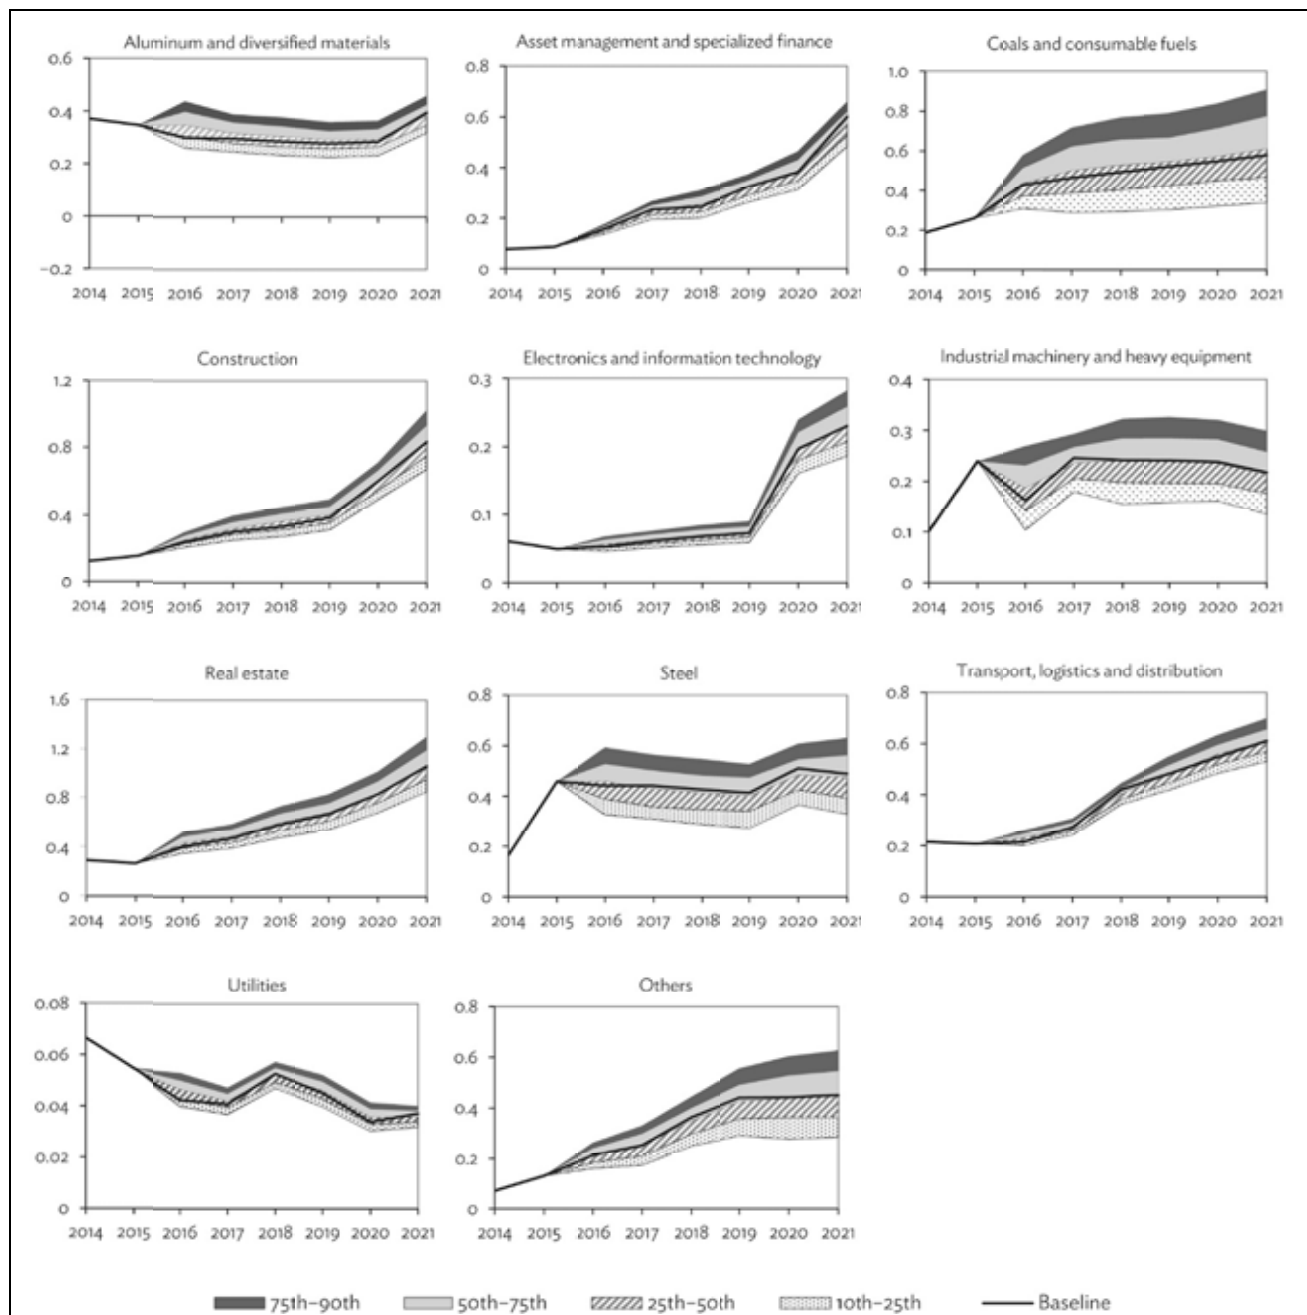 Aluminum and diversified materials
0.6
0.4
0.2
0
−0.2
2014 2015 2016 2017 2018 2019 2020 2021
Asset management and specialized finance
0.8
0.6
0.4
0.2
0
2014 2015 2016 2017 2018 2019 2020 2021
Coals and consumable fuels
1.0
0.8
0.6
0.4
0.2
0
2014 2015 2016 2017 2018 2019 2020 2021
Construction
1.2
0.8
0.4
0
2014 2015 2016 2017 2018 2019 2020 2021
Electronics and information technology
0.3
0.2
0.1
0
2014 2015 2016 2017 2018 2019 2020 2021
Industrial machinery and heavy equipment
0.4
0.3
0.2
0.1
0
2014 2015 2016 2017 2018 2019 2020 2021
Real estate
1.6
1.2
0.8
0.4
0
2014 2015 2016 2017 2018 2019 2020 2021
Steel
0.8
0.6
0.4
0.2
0
2014 2015 2016 2017 2018 2019 2020 2021
Transport, logistics and distribution
0.8
0.6
0.4
0.2
0
2014 2015 2016 2017 2018 2019 2020 2021
Utilities
0.08
0.06
0.04
0.02
0
2014 2015 2016 2017 2018 2019 2020 2021
Others
0.8
0.6
0.4
0.2
0
2014 2015 2016 2017 2018 2019 2020 2021
75th–90th 50th–75th 25th–50th 10th–25th Baseline